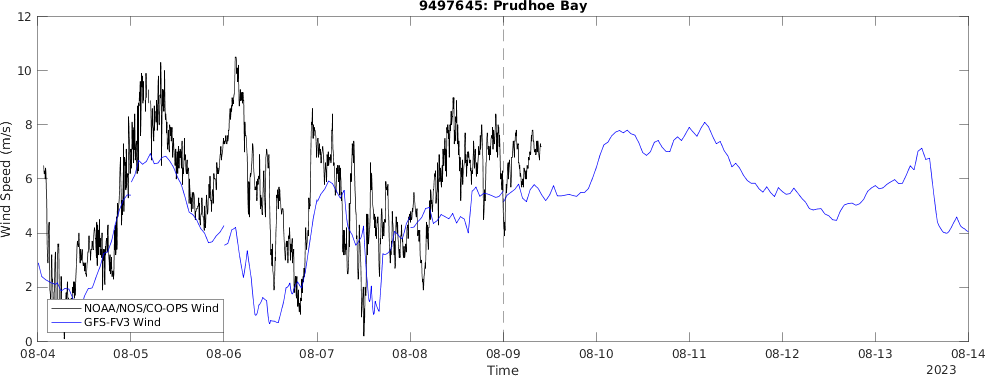 9497645: Prudhoe Bay
12
10
8
6
4
2
0
Wind Speed (m/s)
NOAA/NOS/CO-OPS Wind
GFS-FV3 Wind
08-04 08-05 08-06 08-07 08-08 08-09 08-10 08-11 08-12 08-13 08-14
Time
2023